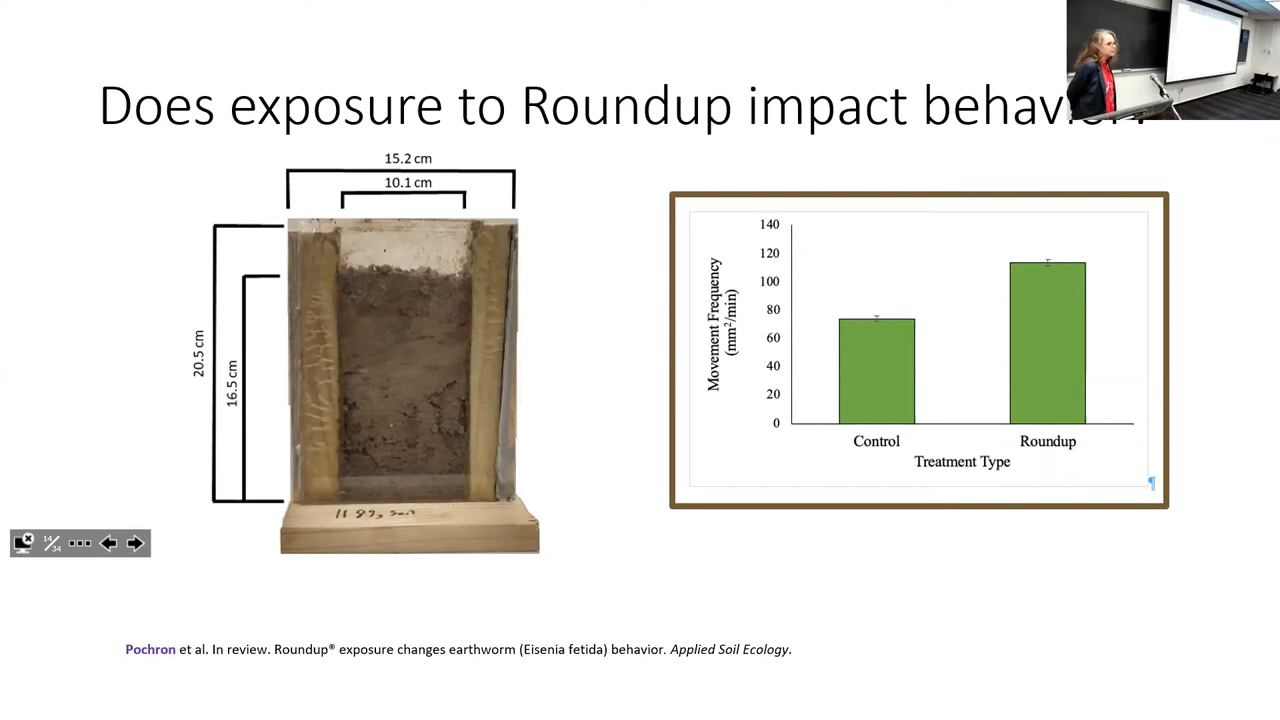 Does exposure to Roundup impact behavior?
15.2 cm
10.1 cm
20.5 cm
16.5 cm
140
120
100
80
60
40
20
0
Movement Frequency
(mm²/min)
Control
Roundup
Treatment Type
¶
14/34
Pochron et al. In review. Roundup® exposure changes earthworm (Eisenia fetida) behavior. Applied Soil Ecology.